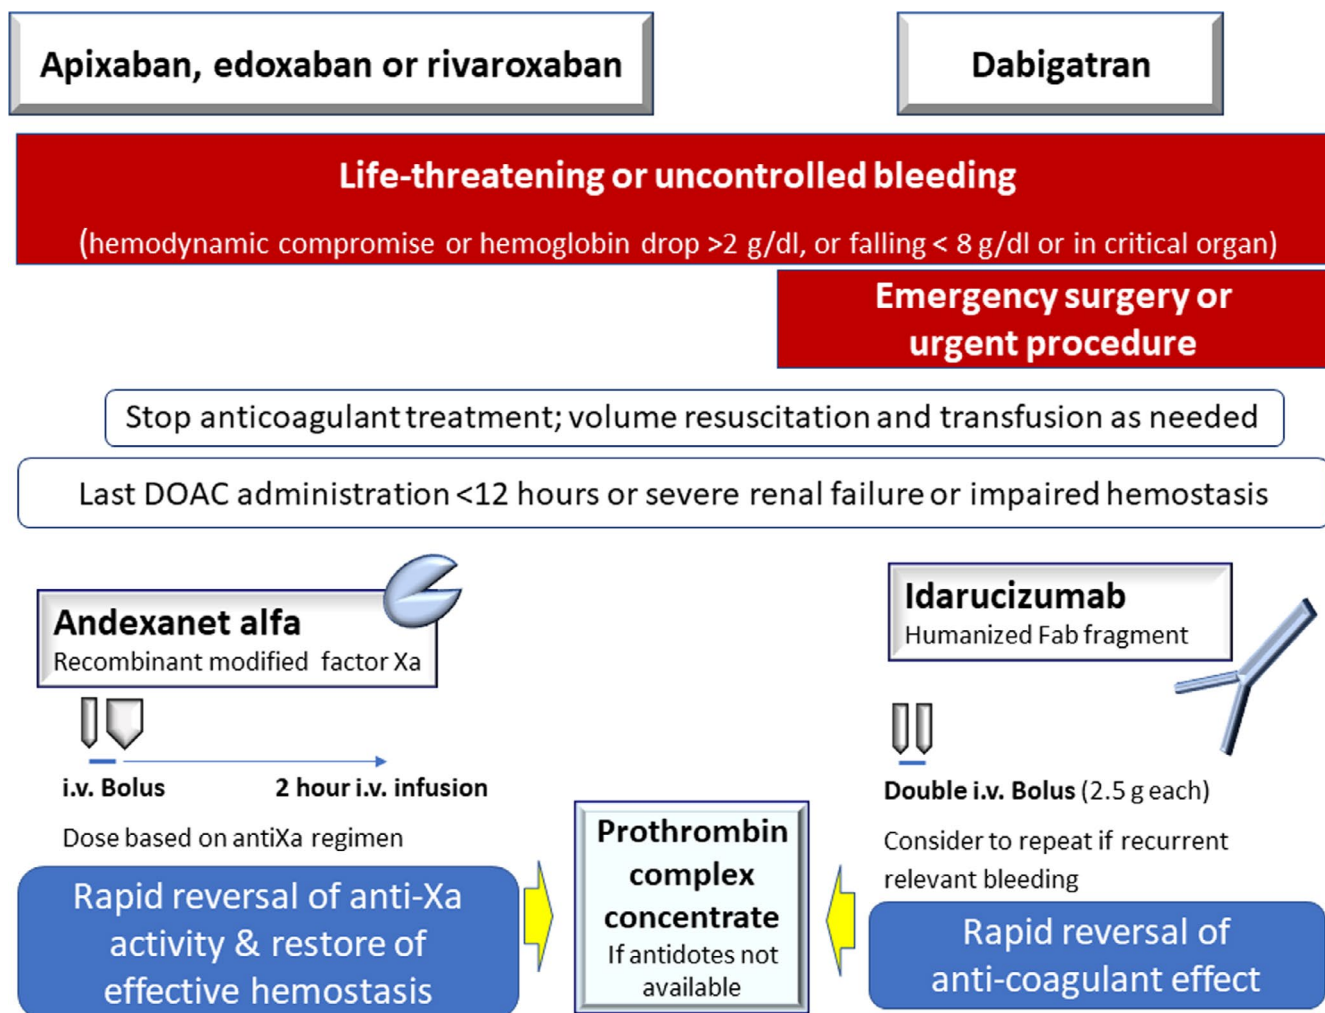 Apixaban, edoxaban or rivaroxaban
Dabigatran
Life-threatening or uncontrolled bleeding
(hemodynamic compromise or hemoglobin drop >2 g/dl, or falling < 8 g/dl or in critical organ)
Emergency surgery or
urgent procedure
Stop anticoagulant treatment; volume resuscitation and transfusion as needed
Last DOAC administration <12 hours or severe renal failure or impaired hemostasis
Andexanet alfa
Recombinant modified factor Xa
i.v. Bolus
2 hour i.v. infusion
Dose based on antiXa regimen
Rapid reversal of anti-Xa
activity & restore of
effective hemostasis
Prothrombin
complex
concentrate
If antidotes not
available
Idarucizumab
Humanized Fab fragment
Double i.v. Bolus (2.5 g each)
Consider to repeat if recurrent
relevant bleeding
Rapid reversal of
anti-coagulant effect